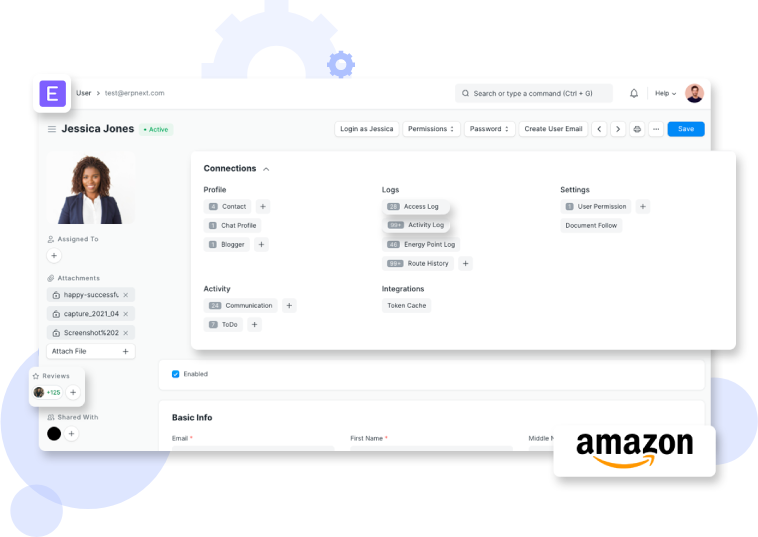 E
User > test@erpnext.com
Search or type a command (Ctrl + G)
Help
Jessica Jones
Active
Login as Jessica
Permissions
Password
Create User Email
Save
Connections
Profile
4 Contact +
1 Chat Profile
1 Blogger +
Logs
28 Access Log
99+ Activity Log
46 Energy Point Log
99+ Route History +
Settings
1 User Permission +
Document Follow
Activity
24 Communication +
7 ToDo +
Integrations
Token Cache
Assigned To
+
Attachments
happy-successfu
capture_2021_04
Screenshot%202
Attach File +
Reviews
+125 +
Shared With
+
Enabled
Basic Info
Email *
First Name *
Middle
amazon